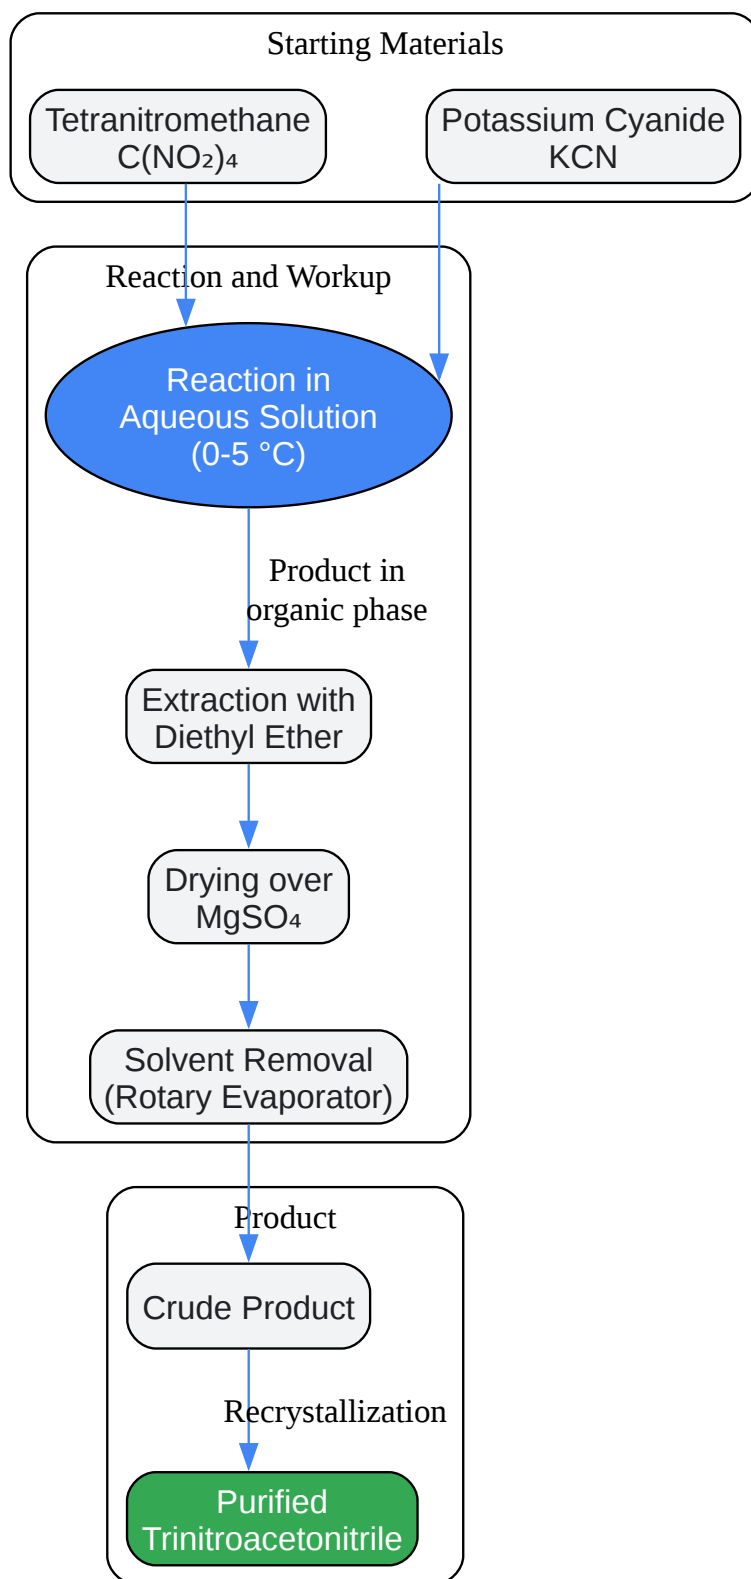 Starting Materials
Tetranitromethane
C(NO₂)₄
Potassium Cyanide
KCN
Reaction and Workup
Reaction in
Aqueous Solution
(0-5 °C)
Product in
organic phase
Extraction with
Diethyl Ether
Drying over
MgSO₄
Solvent Removal
(Rotary Evaporator)
Product
Crude Product
Recrystallization
Purified
Trinitroacetonitrile